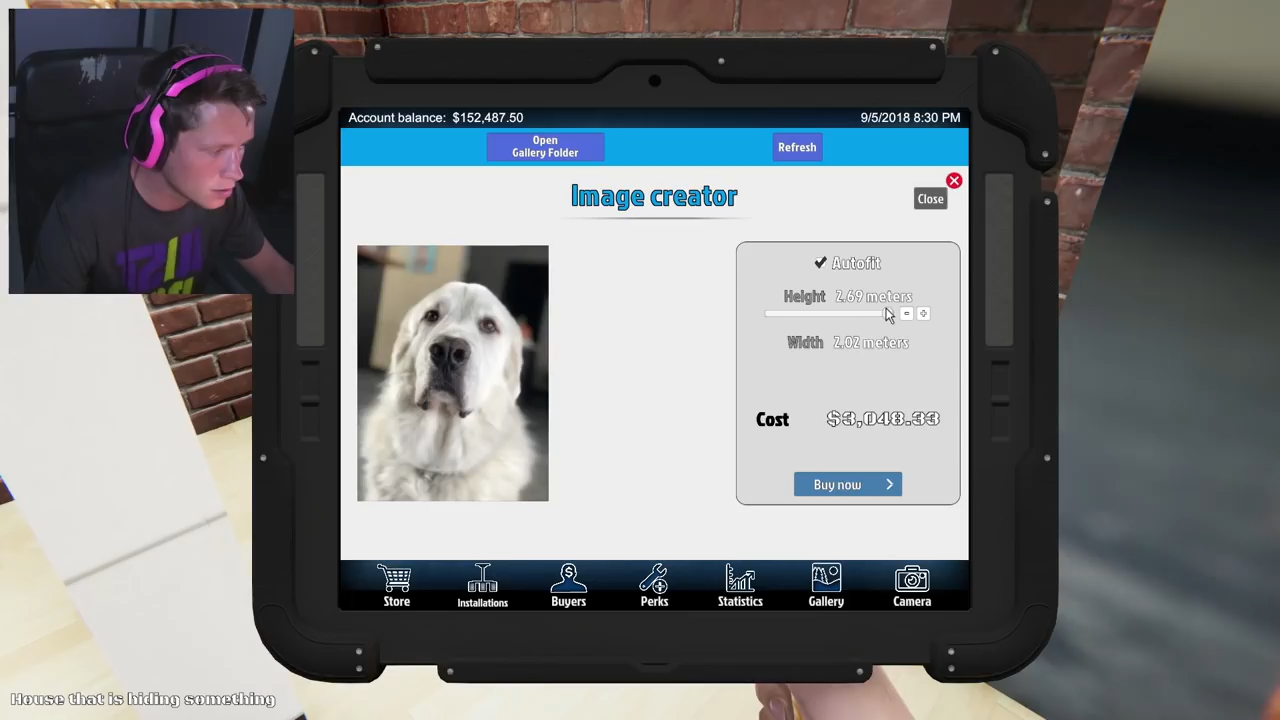 Account balance: $152,487.50
9/5/2018 8:30 PM
Open
Gallery Folder
Refresh
Image creator
Close
Autofit
Height 2.69 meters
Width 2.02 meters
Cost $3,048.33
Buy now
Store
Installations
Buyers
Perks
Statistics
Gallery
Camera
House that is hiding something